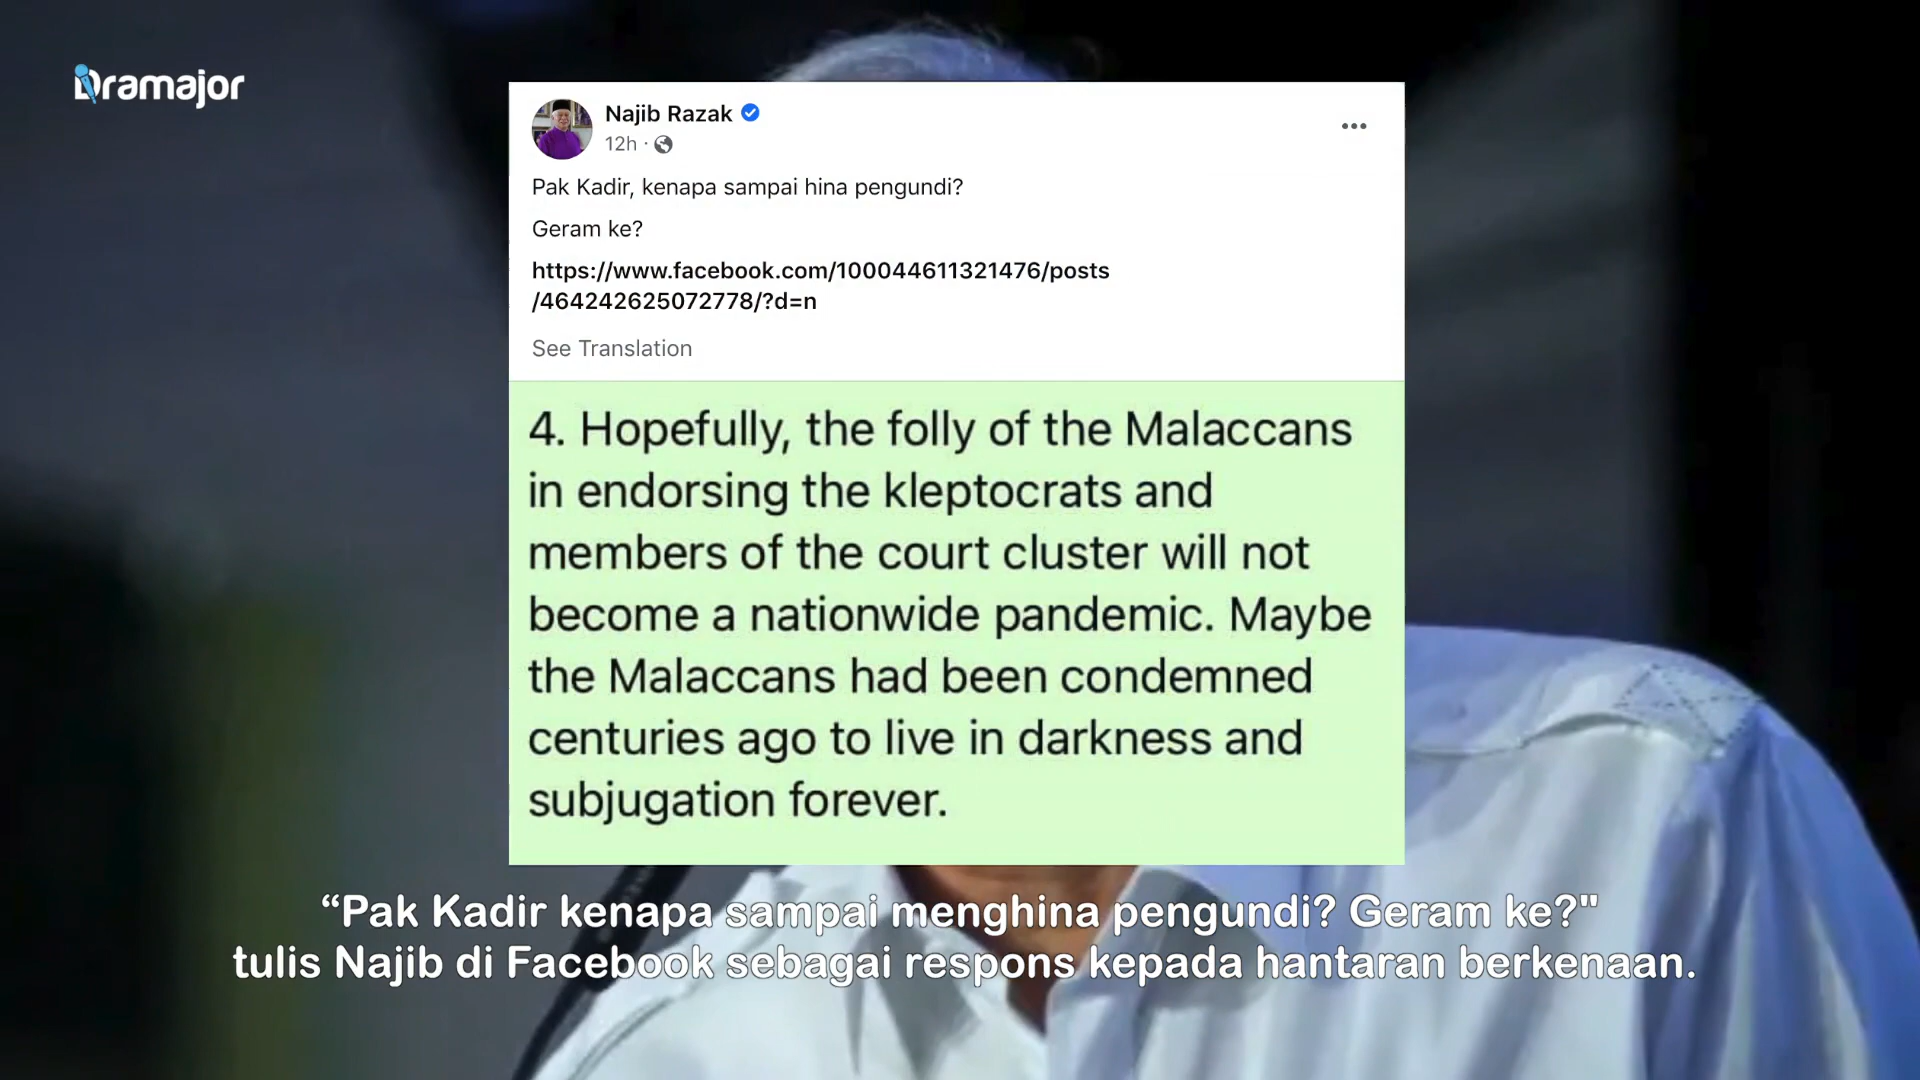 Dramajor
Najib Razak
12h ·
Pak Kadir, kenapa sampai hina pengundi?
Geram ke?
https://www.facebook.com/100044611321476/posts
/464242625072778/?d=n
See Translation
4. Hopefully, the folly of the Malaccans
in endorsing the kleptocrats and
members of the court cluster will not
become a nationwide pandemic. Maybe
the Malaccans had been condemned
centuries ago to live in darkness and
subjugation forever.
“Pak Kadir kenapa sampai menghina pengundi? Geram ke?"
tulis Najib di Facebook sebagai respons kepada hantaran berkenaan.